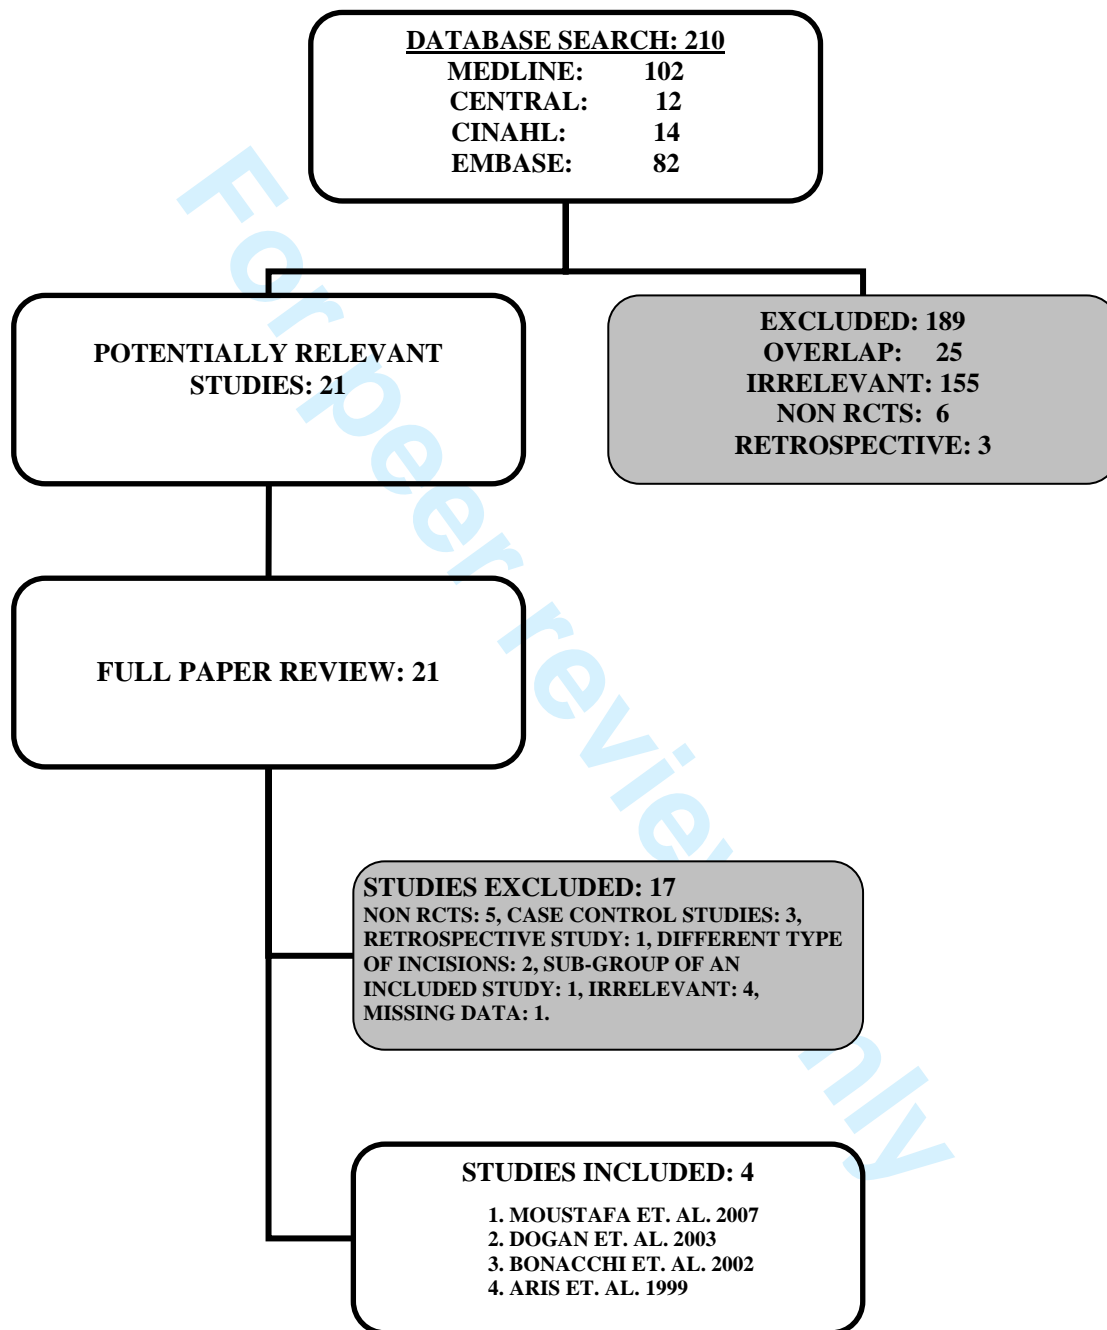 DATABASE SEARCH: 210
MEDLINE: 102
CENTRAL: 12
CINAHL: 14
EMBASE: 82
POTENTIALLY RELEVANT
STUDIES: 21
EXCLUDED: 189
OVERLAP: 25
IRRELEVANT: 155
NON RCTS: 6
RETROSPECTIVE: 3
FULL PAPER REVIEW: 21
STUDIES EXCLUDED: 17
NON RCTS: 5, CASE CONTROL STUDIES: 3,
RETROSPECTIVE STUDY: 1, DIFFERENT TYPE
OF INCISIONS: 2, SUB-GROUP OF AN
INCLUDED STUDY: 1, IRRELEVANT: 4,
MISSING DATA: 1.
STUDIES INCLUDED: 4
1. MOUSTAFA ET. AL. 2007
2. DOGAN ET. AL. 2003
3. BONACCHI ET. AL. 2002
4. ARIS ET. AL. 1999
For peer review only